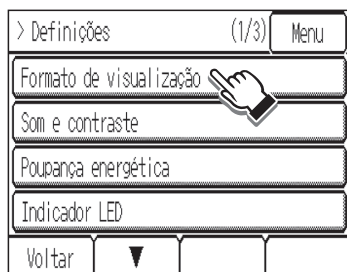 > Definições (1/3) Menu
Formato de visualização
Som e contraste
Poupança energética
Indicador LED
Voltar ▼